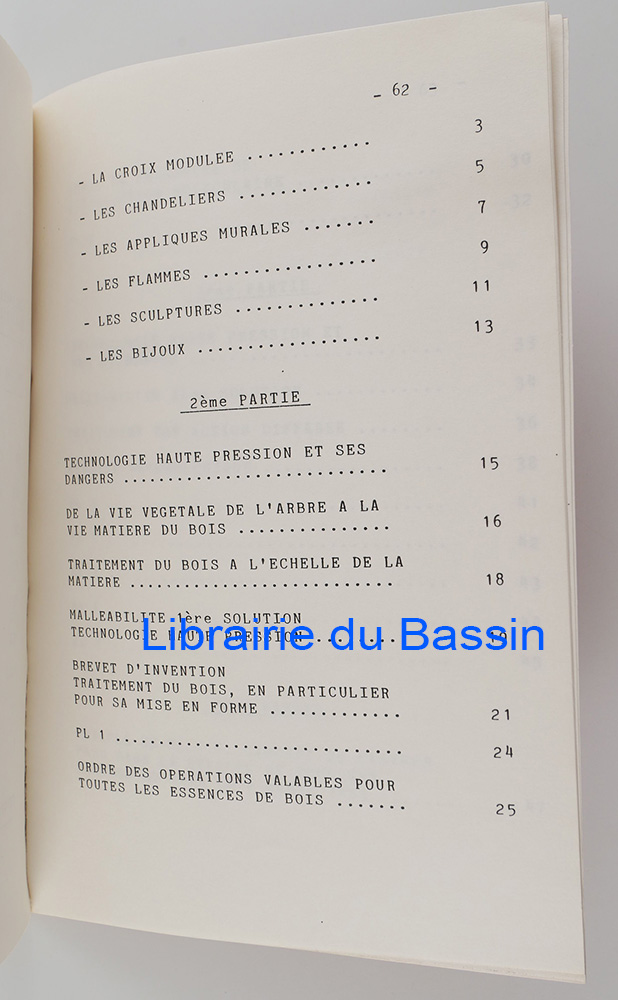 - 62 -
- LA CROIX MODULEE ............ 3
- LES CHANDELIERS ............. 5
- LES APPLIQUES MURALES ....... 7
- LES FLAMMES ................. 9
- LES SCULPTURES .............. 11
- LES BIJOUX .................. 13
2ème PARTIE
TECHNOLOGIE HAUTE PRESSION ET SES
DANGERS ............................ 15
DE LA VIE VEGETALE DE L'ARBRE A LA
VIE MATIERE DU BOIS ............... 16
TRAITEMENT DU BOIS A L'ECHELLE DE LA
MATIERE ............................ 18
MALLEABILITE 1ère SOLUTION
TECHNOLOGIE HAUTE PRESSION ......... 19
Librairie du Bassin
BREVET D'INVENTION
TRAITEMENT DU BOIS, EN PARTICULIER
POUR SA MISE EN FORME ............. 21
PL 1 ............................... 24
ORDRE DES OPERATIONS VALABLES POUR
TOUTES LES ESSENCES DE BOIS ....... 25